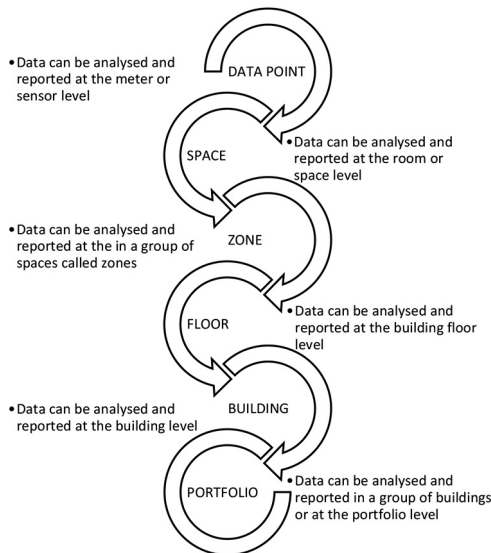 •Data can be analysed and
reported at the meter or
sensor level
DATA POINT
SPACE
•Data can be analysed and
reported at the room or
space level
•Data can be analysed and
reported at the in a group of
spaces called zones
ZONE
FLOOR
•Data can be analysed and
reported at the building floor
level
•Data can be analysed and
reported at the building level
BUILDING
PORTFOLIO
•Data can be analysed and
reported in a group of buildings
or at the portfolio level